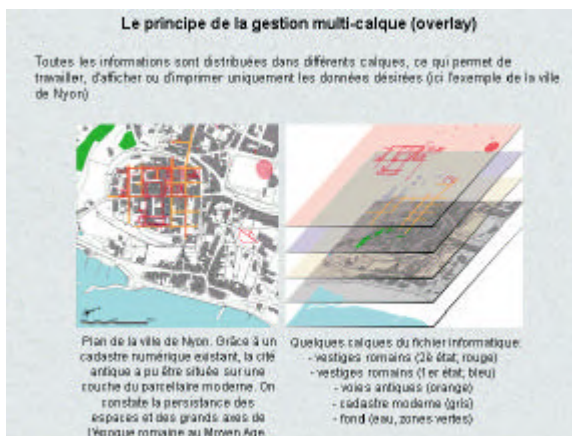 Le principe de la gestion multi-calque (overlay)
Toutes les informations sont distribuées dans différents calques, ce qui permet de
travailler, d'afficher ou d'imprimer uniquement les données désirées (ici l'exemple de la ville
de Nyon)
Plan de la ville de Nyon. Grâce à un
cadastre numérique existant, la cité
antique a pu être située sur une
couche du parcellaire moderne. On
constate la persistance des
espaces et des grands axes de
l'époque romaine au Moyen Age
Quelques calques du fichier informatique:
- vestiges romains (2è état; rouge)
- vestiges romains (1er état; bleu)
- voies antiques (orange)
- cadastre moderne (gris)
- fond (eau, zones vertes)